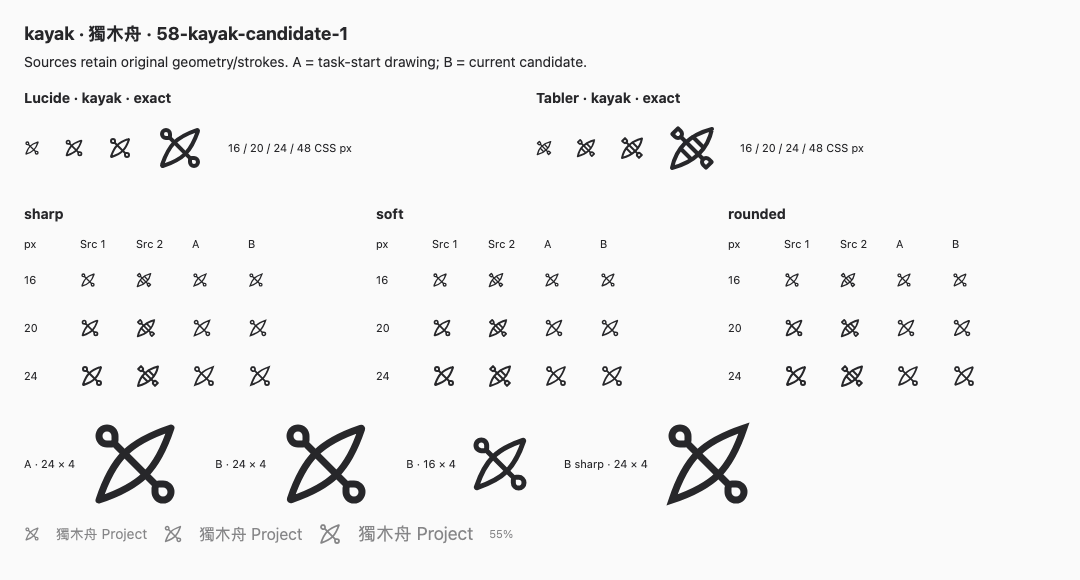 kayak · 獨木舟 · 58-kayak-candidate-1
Sources retain original geometry/strokes. A = task-start drawing; B = current candidate.
Lucide · kayak · exact
Tabler · kayak · exact
16 / 20 / 24 / 48 CSS px
16 / 20 / 24 / 48 CSS px
sharp
soft
rounded
px Src 1 Src 2 A B
px Src 1 Src 2 A B
px Src 1 Src 2 A B
16
16
16
20
20
20
24
24
24
A · 24 × 4
B · 24 × 4
B · 16 × 4
B sharp · 24 × 4
獨木舟 Project
獨木舟 Project
獨木舟 Project
55%